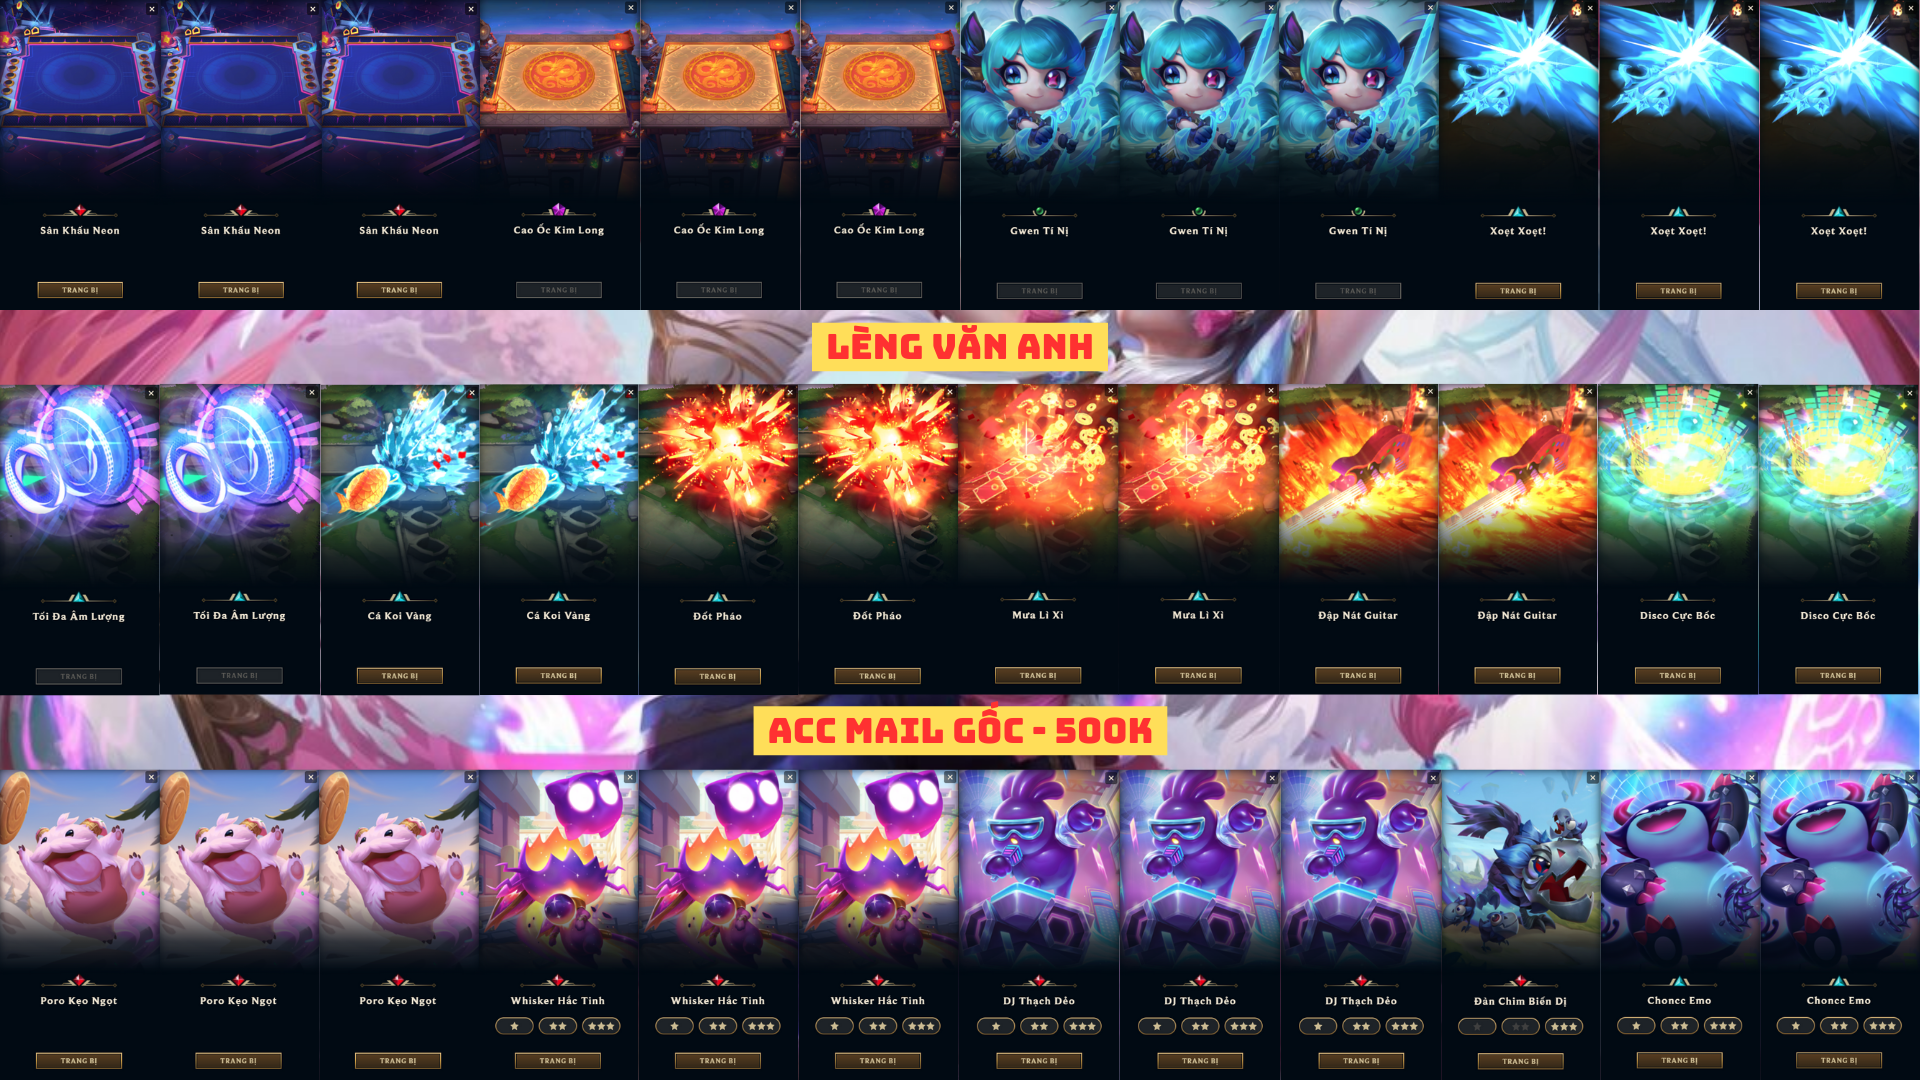 Sân Khấu Neon Sân Khấu Neon Sân Khấu Neon Cao Ốc Kim Long Cao Ốc Kim Long Cao Ốc Kim Long Gwen Tí Nị Gwen Tí Nị Gwen Tí Nị Xoẹt Xoẹt! Xoẹt Xoẹt! Xoẹt Xoẹt!
TRANG BỊ TRANG BỊ TRANG BỊ TRANG BỊ TRANG BỊ TRANG BỊ TRANG BỊ TRANG BỊ TRANG BỊ TRANG BỊ TRANG BỊ TRANG BỊ
LÈNG VĂN ANH
Tối Đa Âm Lượng Tối Đa Âm Lượng Cá Koi Vàng Cá Koi Vàng Đốt Pháo Đốt Pháo Mưa Lì Xì Mưa Lì Xì Đập Nát Guitar Đập Nát Guitar Disco Cực Bốc Disco Cực Bốc
TRANG BỊ TRANG BỊ TRANG BỊ TRANG BỊ TRANG BỊ TRANG BỊ TRANG BỊ TRANG BỊ TRANG BỊ TRANG BỊ TRANG BỊ TRANG BỊ
ACC MAIL GỐC - 500K
Poro Kẹo Ngọt Poro Kẹo Ngọt Poro Kẹo Ngọt Whisker Hắc Tinh Whisker Hắc Tinh Whisker Hắc Tinh DJ Thạch Dẻo DJ Thạch Dẻo DJ Thạch Dẻo Đàn Chim Biến Dị Choncc Emo Choncc Emo
TRANG BỊ TRANG BỊ TRANG BỊ TRANG BỊ TRANG BỊ TRANG BỊ TRANG BỊ TRANG BỊ TRANG BỊ TRANG BỊ TRANG BỊ TRANG BỊ